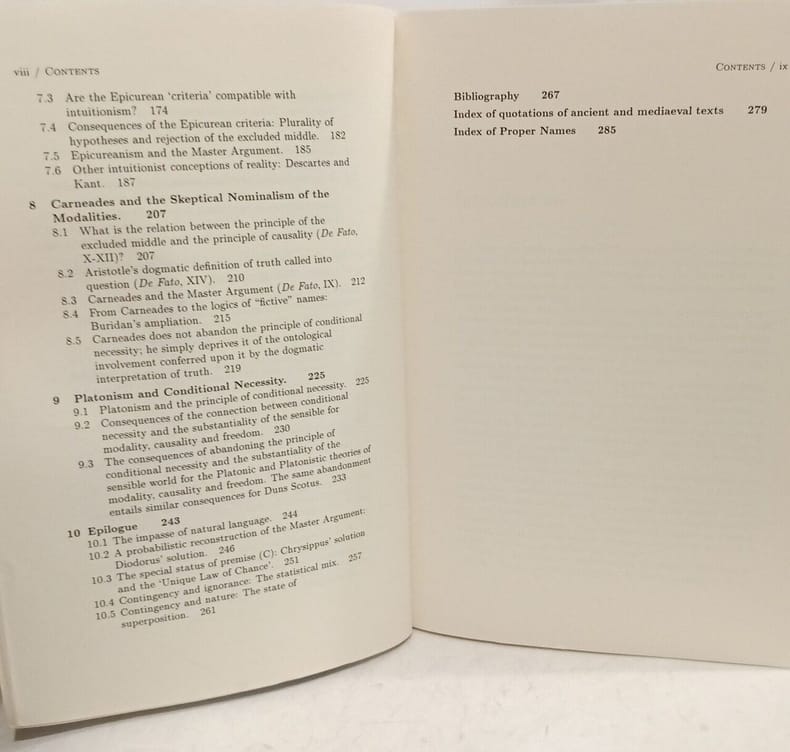 viii / CONTENTS
7.3 Are the Epicurean ‘criteria’ compatible with
intuitionism? 174
7.4 Consequences of the Epicurean criteria: Plurality of
hypotheses and rejection of the excluded middle. 182
7.5 Epicureanism and the Master Argument. 185
7.6 Other intuitionist conceptions of reality: Descartes and
Kant. 187
8 Carneades and the Skeptical Nominalism of the
Modalities. 207
8.1 What is the relation between the principle of the
excluded middle and the principle of causality (De Fato,
X-XII)? 207
8.2 Aristotle's dogmatic definition of truth called into
question (De Fato, XIV). 210
8.3 Carneades and the Master Argument (De Fato, IX). 212
8.4 From Carneades to the logics of “fictive” names:
Buridan's ampliation. 215
8.5 Carneades does not abandon the principle of conditional
necessity; he simply deprives it of the ontological
involvement conferred upon it by the dogmatic
interpretation of truth. 219
9 Platonism and Conditional Necessity. 225
9.1 Platonism and the principle of conditional necessity. 225
9.2 Consequences of the connection between conditional
necessity and the substantiality of the sensible for
modality, causality and freedom. 230
9.3 The consequences of abandoning the principle of
conditional necessity and the substantiality of the
sensible world for the Platonic and Platonistic theories of
modality, causality and freedom. The same abandonment
entails similar consequences for Duns Scotus. 233
10 Epilogue 243
10.1 The impasse of natural language. 244
10.2 A probabilistic reconstruction of the Master Argument:
Diodorus' solution. 246
10.3 The special status of premise (C): Chrysippus' solution
and the ‘Unique Law of Chance’. 251
10.4 Contingency and ignorance: The statistical mix. 257
10.5 Contingency and nature: The state of
superposition. 261
CONTENTS / ix
Bibliography 267
Index of quotations of ancient and mediaeval texts 279
Index of Proper Names 285